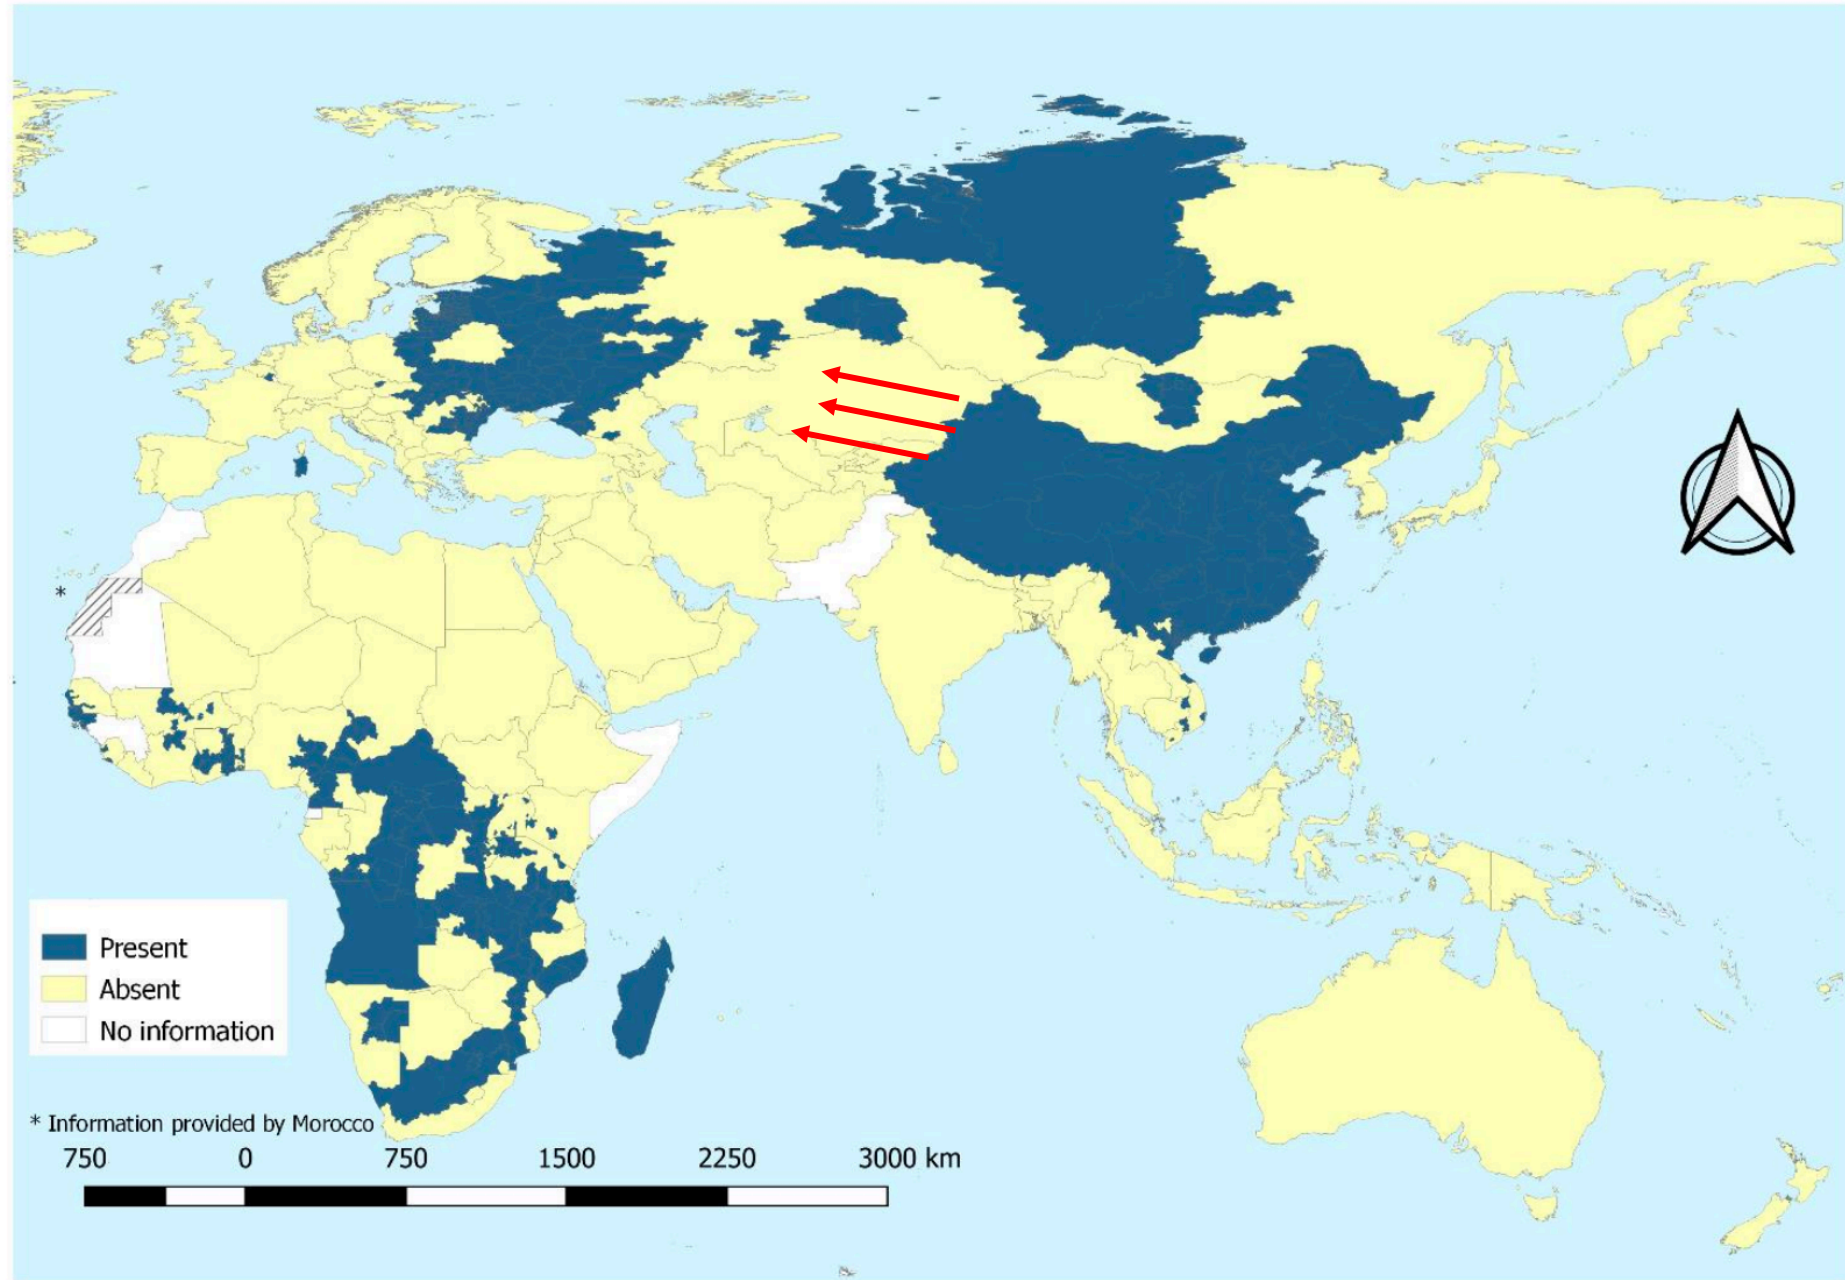 *
Present
Absent
No information
* Information provided by Morocco
750 0 750 1500 2250 3000 km